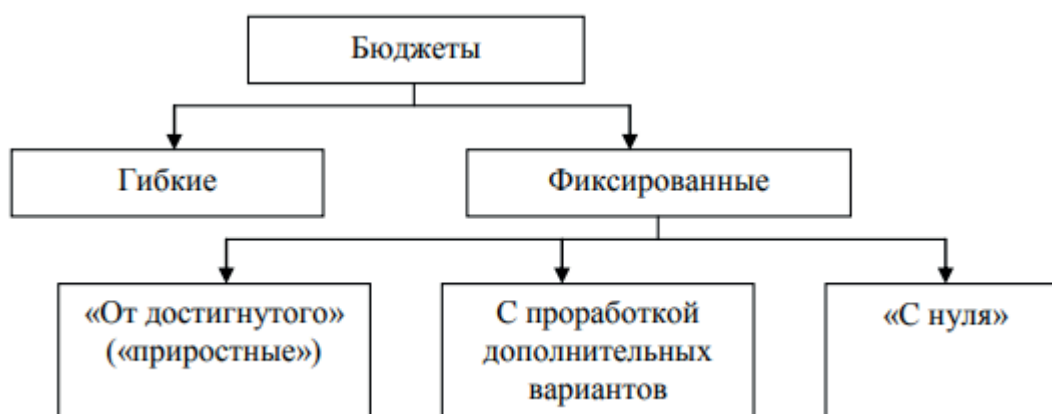 Бюджеты
Гибкие
Фиксированные
«От достигнутого»
(«приростные»)
С проработкой
дополнительных
вариантов
«С нуля»